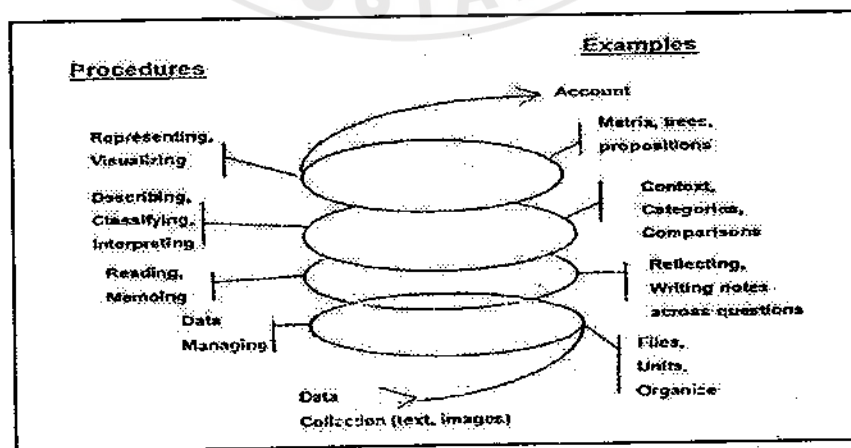 Examples
Procedures
Account
Representing,
Visualizing
Matrix, trees,
propositions
Describing,
Classifying,
Interpreting
Context,
Categories,
Comparisons
Reading,
Memoing
Reflecting,
Writing notes
across questions
Data
Managing
Files,
Units,
Organize
Data
Collection (text, images)